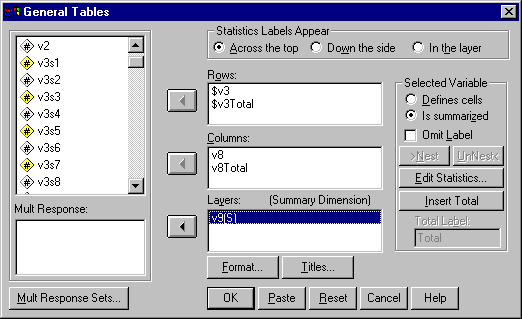 General Tables
v2
v3s1
v3s2
v3s3
v3s4
v3s5
v3s6
v3s7
v3s8
Mult Response:
Mult Response Sets...
Statistics Labels Appear
Across the top
Down the side
In the layer
Rows:
$v3
$v3Total
Columns:
v8
v8Total
Layers: (Summary Dimension)
v9(S)
Format...
Titles...
Selected Variable
Defines cells
Is summarized
Omit Label
>Nest
UnNest<
Edit Statistics...
Insert Total
Total Label:
Total
OK
Paste
Reset
Cancel
Help